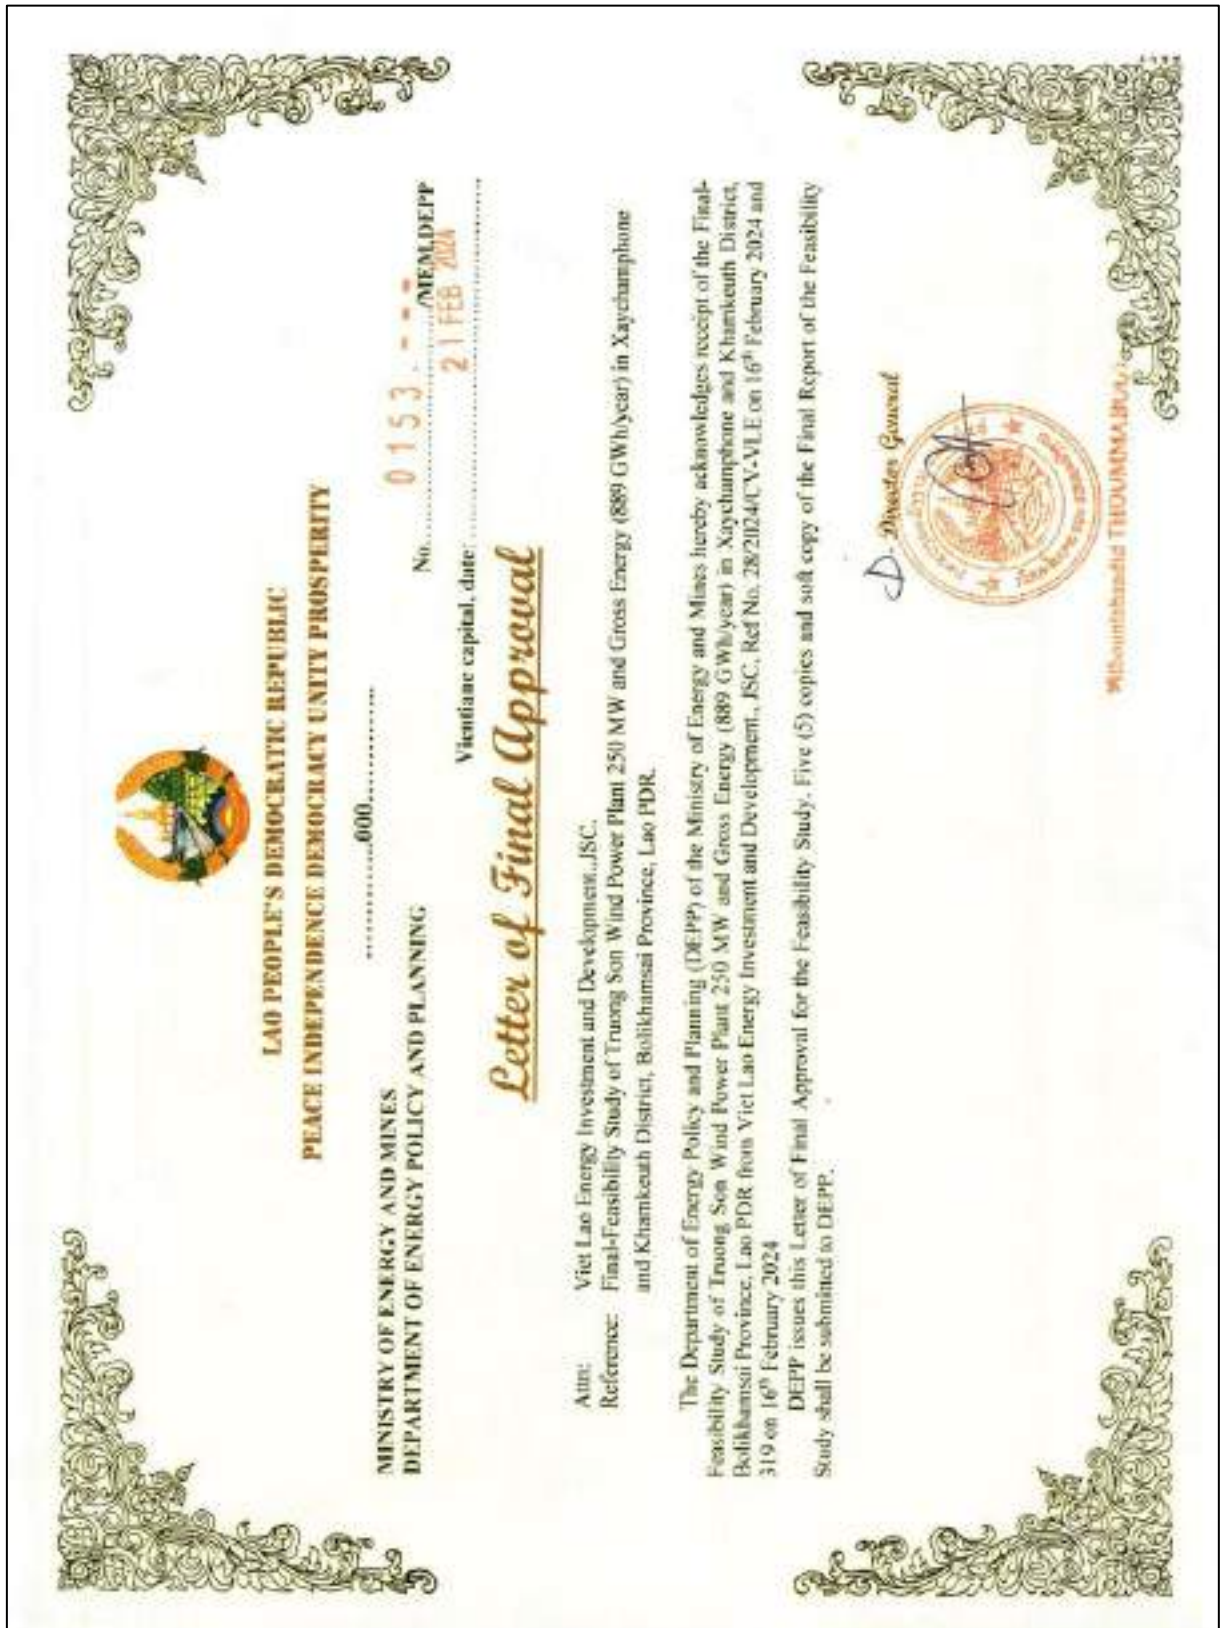 LAO PEOPLE'S DEMOCRATIC REPUBLIC
PEACE INDEPENDENCE DEMOCRACY UNITY PROSPERITY
............000............
MINISTRY OF ENERGY AND MINES
DEPARTMENT OF ENERGY POLICY AND PLANNING
No. 0153 /MEM.DEPP
Vientiane capital, date: 21 FEB 2024
Letter of Final Approval
Attn: Viet Lao Energy Investment and Development.,JSC.
Reference: Final-Feasibility Study of Truong Son Wind Power Plant 250 MW and Gross Energy (889 GWh/year) in Xaychamphone
and Khamkeuth District, Bolikhamsai Province, Lao PDR.
The Department of Energy Policy and Planning (DEPP) of the Ministry of Energy and Mines hereby acknowledges receipt of the Final-
Feasibility Study of Truong Son Wind Power Plant 250 MW and Gross Energy (889 GWh/year) in Xaychamphone and Khamkeuth District,
Bolikhamsai Province, Lao PDR from Viet Lao Energy Investment and Development., JSC, Ref No. 28/2024/CV-VLE on 16th February 2024 and
319 on 16th February 2024
DEPP issues this Letter of Final Approval for the Feasibility Study. Five (5) copies and soft copy of the Final Report of the Feasibility
Study shall be submitted to DEPP.
D. Director General